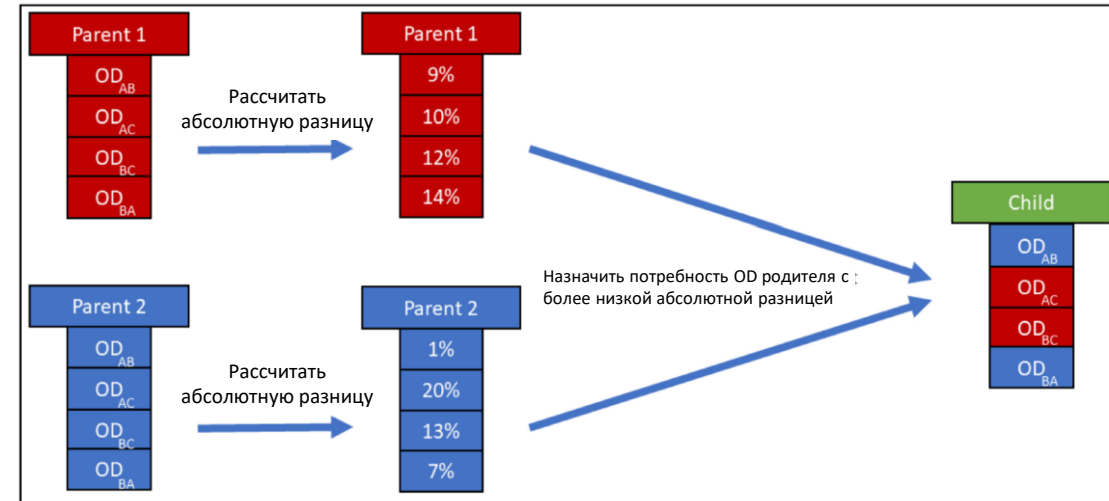 Parent 1
OD AB
OD AC
OD BC
OD BA
Рассчитать
абсолютную разницу
Parent 1
9%
10%
12%
14%
Parent 2
OD AB
OD AC
OD BC
OD BA
Рассчитать
абсолютную разницу
Parent 2
1%
20%
13%
7%
Назначить потребность OD родителя с
более низкой абсолютной разницей
Child
OD AB
OD AC
OD BC
OD BA